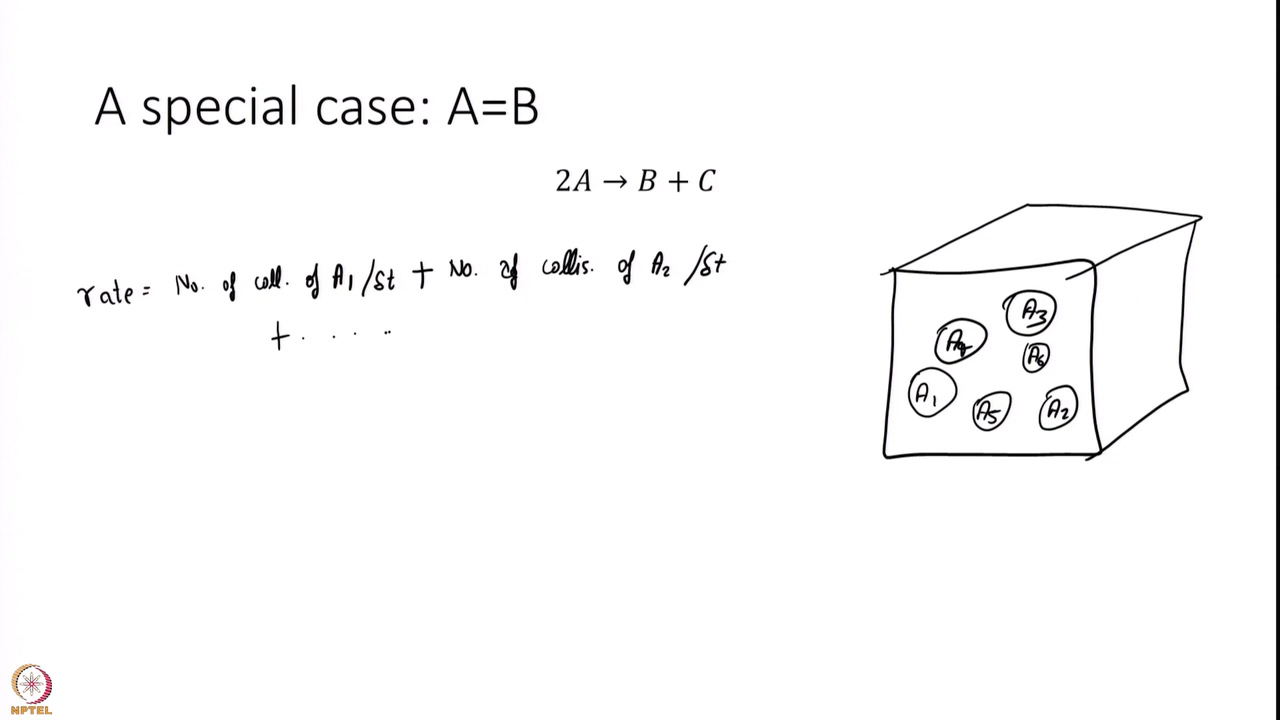 A special case: A=B
2A → B + C
rate = No. of coll. of A₁/δt + No. of collis. of A₂/δt
+ . . . ..
A₃
A₄
A₆
A₁
A₅
A₂
NPTEL